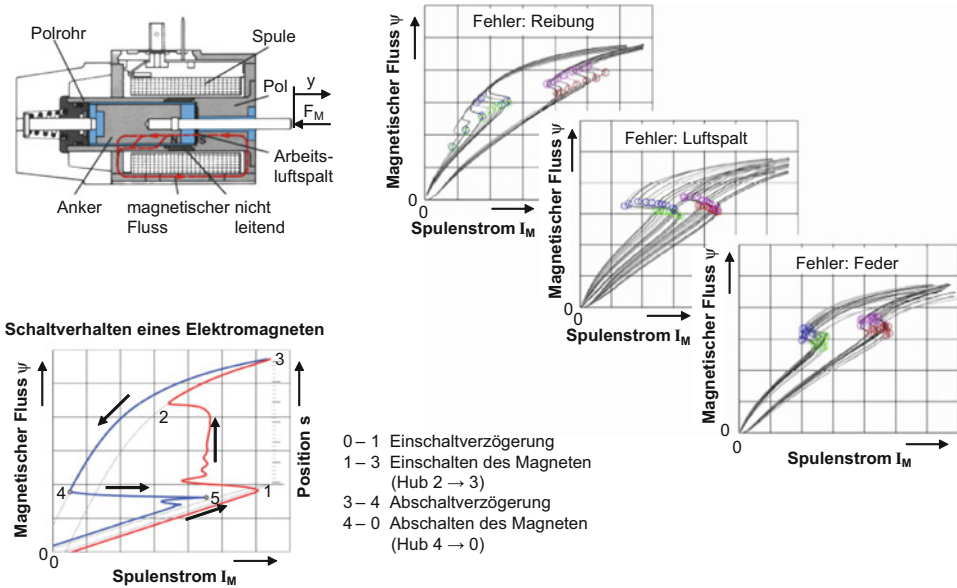 Polrohr
Spule
Pol
y
F_M
N
S
Arbeits-
luftspalt
Anker
magnetischer
Fluss
nicht
leitend
Fehler: Reibung
Magnetischer Fluss ψ
0
0
Spulenstrom I_M
Fehler: Luftspalt
Magnetischer Fluss ψ
0
0
Spulenstrom I_M
Fehler: Feder
Magnetischer Fluss ψ
0
0
Spulenstrom I_M
Schaltverhalten eines Elektromagneten
Magnetischer Fluss ψ
Position s
3
2
4
5
1
0
0
Spulenstrom I_M
0 – 1 Einschaltverzögerung
1 – 3 Einschalten des Magneten
(Hub 2 → 3)
3 – 4 Abschaltverzögerung
4 – 0 Abschalten des Magneten
(Hub 4 → 0)